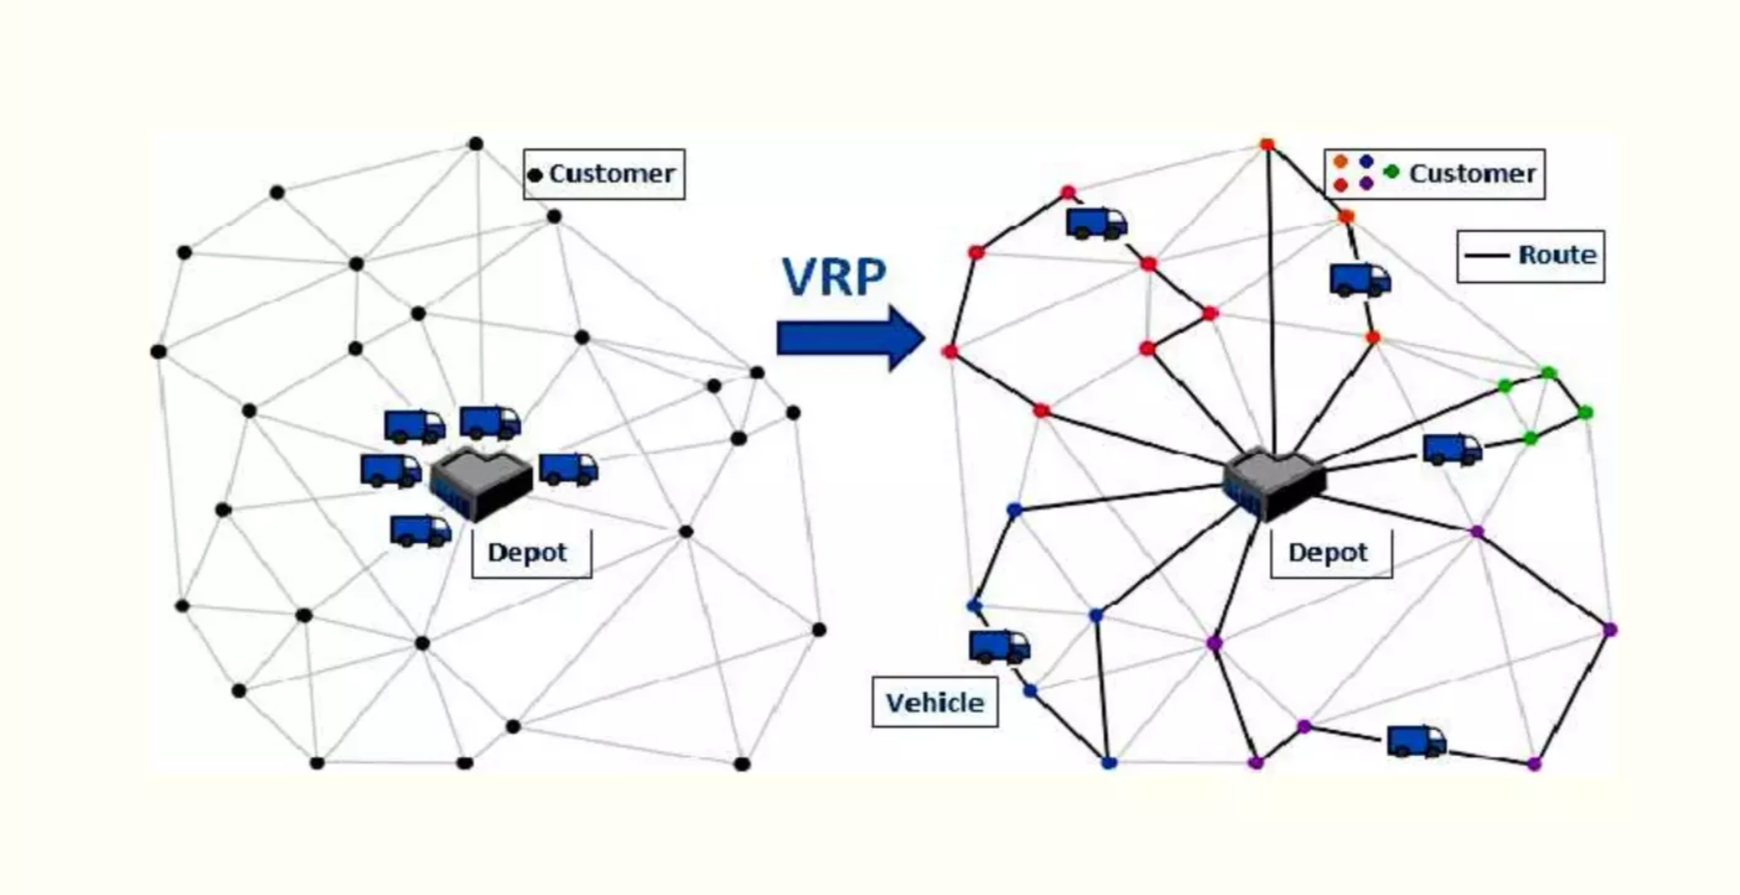 Customer
Depot
VRP
Customer
Route
Depot
Vehicle